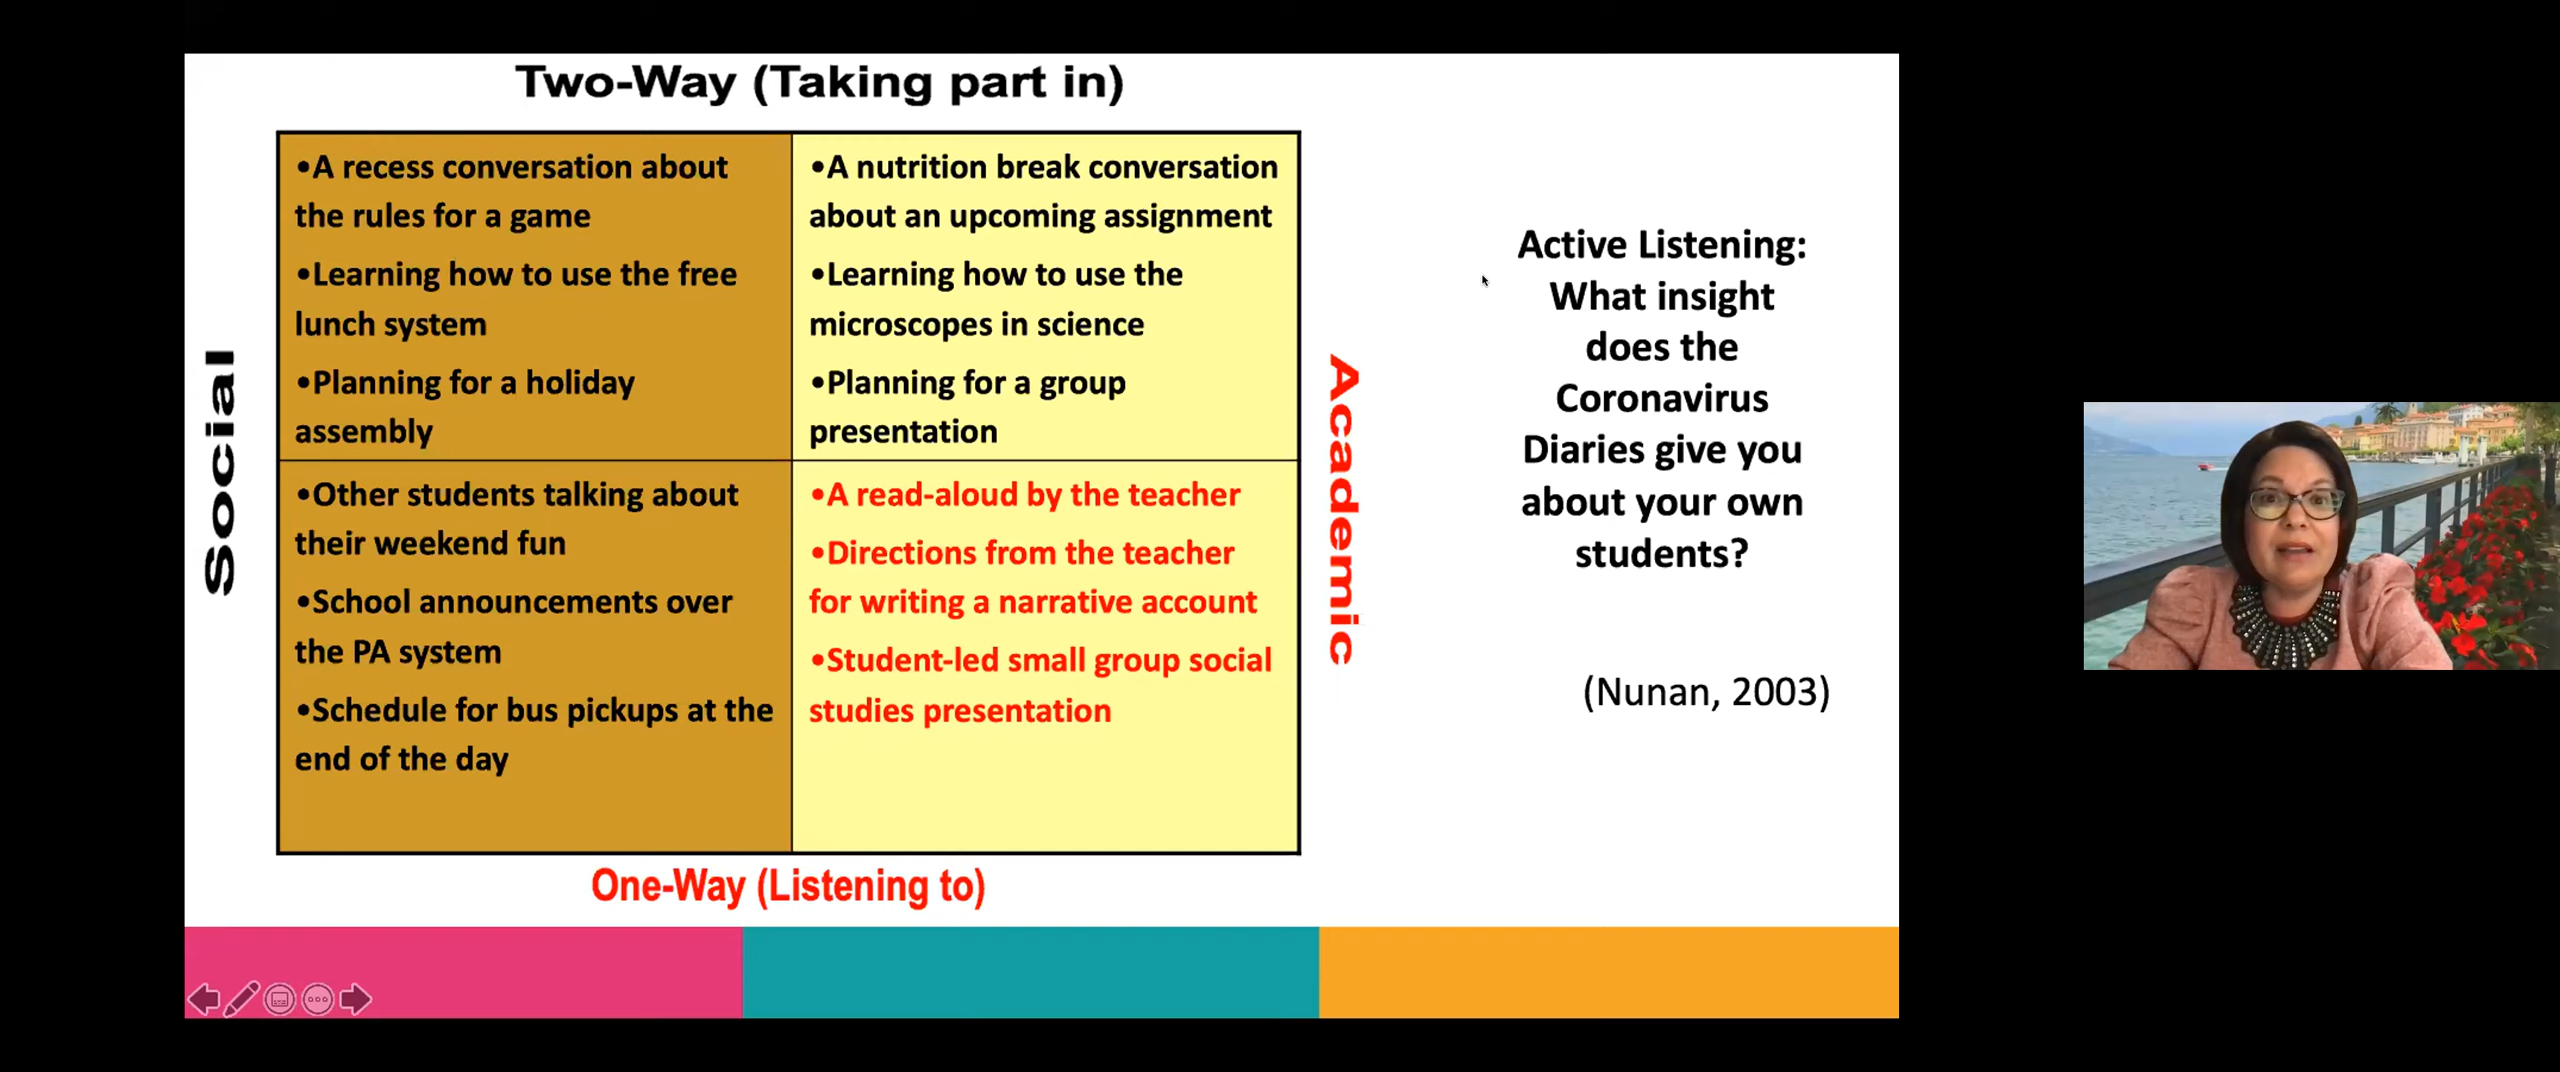 Two-Way (Taking part in)
Social
•A recess conversation about
the rules for a game
•Learning how to use the free
lunch system
•Planning for a holiday
assembly
•A nutrition break conversation
about an upcoming assignment
•Learning how to use the
microscopes in science
•Planning for a group
presentation
•Other students talking about
their weekend fun
•School announcements over
the PA system
•Schedule for bus pickups at the
end of the day
•A read-aloud by the teacher
•Directions from the teacher
for writing a narrative account
•Student-led small group social
studies presentation
Academic
One-Way (Listening to)
Active Listening:
What insight
does the
Coronavirus
Diaries give you
about your own
students?
(Nunan, 2003)